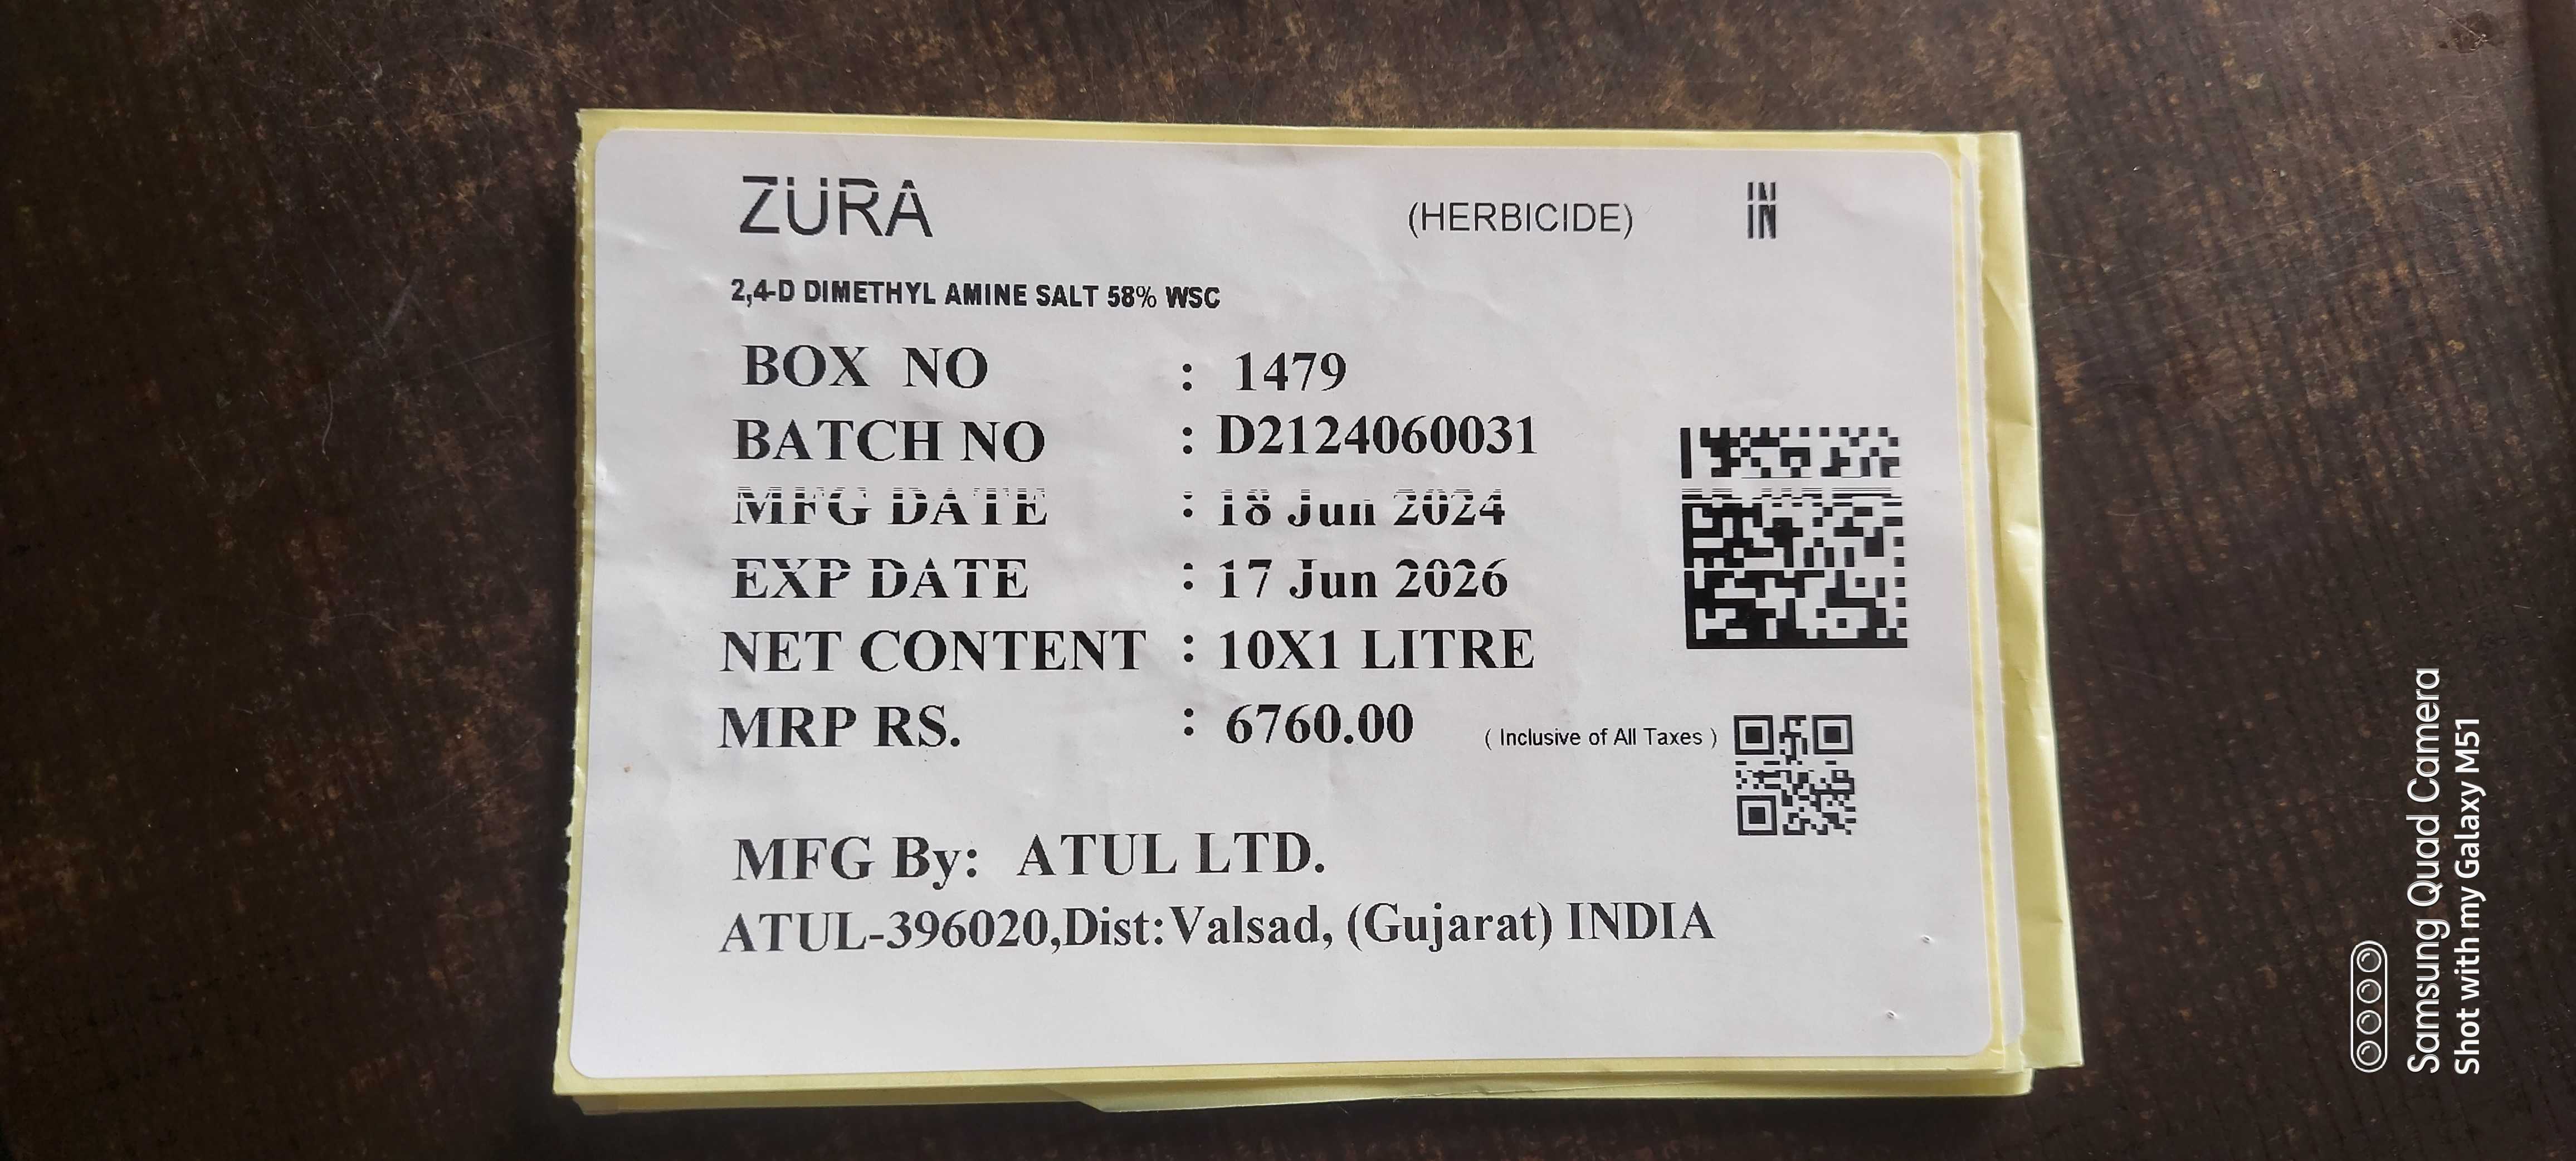 ZURA (HERBICIDE) IN
2,4-D DIMETHYL AMINE SALT 58% WSC
BOX NO : 1479
BATCH NO : D2124060031
MFG DATE : 18 Jun 2024
EXP DATE : 17 Jun 2026
NET CONTENT : 10X1 LITRE
MRP RS. : 6760.00 ( Inclusive of All Taxes )
MFG By: ATUL LTD.
ATUL-396020,Dist:Valsad, (Gujarat) INDIA
Samsung Quad Camera
Shot with my Galaxy M51